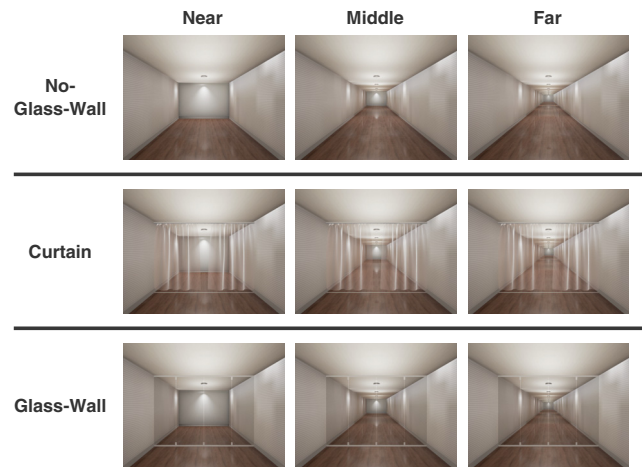 Near
Middle
Far
No-
Glass-Wall
Curtain
Glass-Wall